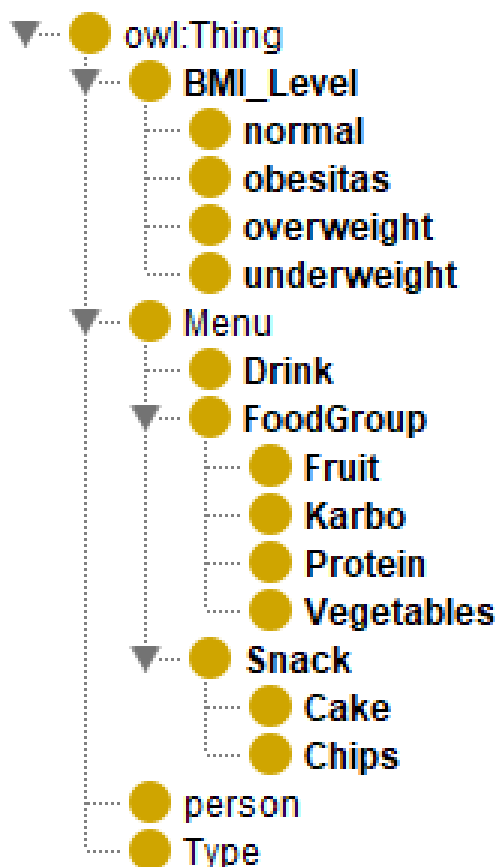 owl:Thing
BMI_Level
normal
obesitas
overweight
underweight
Menu
Drink
FoodGroup
Fruit
Karbo
Protein
Vegetables
Snack
Cake
Chips
person
Type